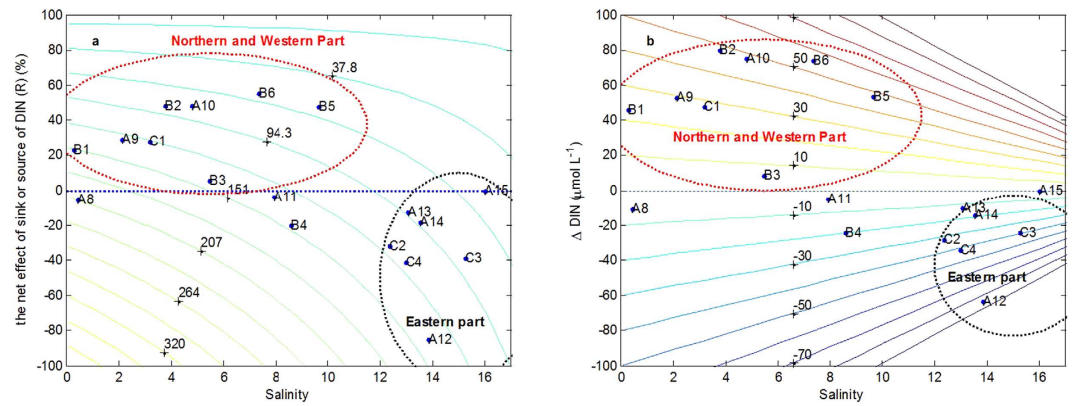 the net effect of sink or source of DIN (R) (%)
100
80
60
40
20
0
-20
-40
-60
-80
-100
a
Northern and Western Part
37.8
94.3
151
207
264
320
B6
B2
A10
B5
A9
C1
B1
B3
A8
A11
B4
A15
A13
A14
C2
C4
C3
Eastern part
A12
0 2 4 6 8 10 12 14 16
Salinity
Δ DIN (μmol L⁻¹)
100
80
60
40
20
0
-20
-40
-60
-80
-100
b
B2
A10
50
B6
A9
B5
B1
C1
30
Northern and Western Part
10
B3
A15
A8
A11
-10
A13
A14
B4
C2
C3
C4
-30
Eastern part
A12
-50
-70
0 2 4 6 8 10 12 14 16
Salinity